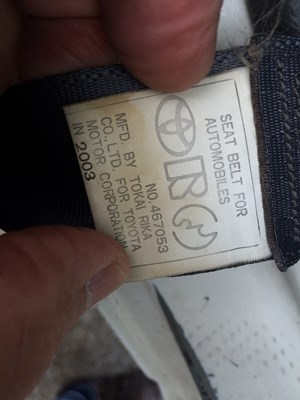 SEAT BELT FOR
AUTOMOBILES
NO. 467053
MFD. BY TOKAI RIKA
CO., LTD. FOR TOYOTA
MOTOR CORPORATION
IN 2003